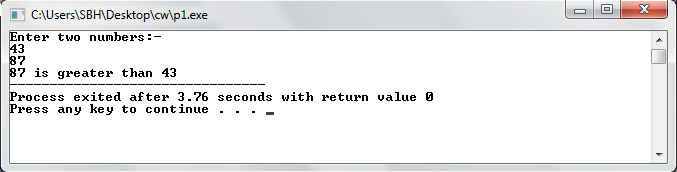 C:\Users\SBH\Desktop\cw\p1.exe
Enter two numbers:-
43
87
87 is greater than 43
--------------------------------
Process exited after 3.76 seconds with return value 0
Press any key to continue . . . _